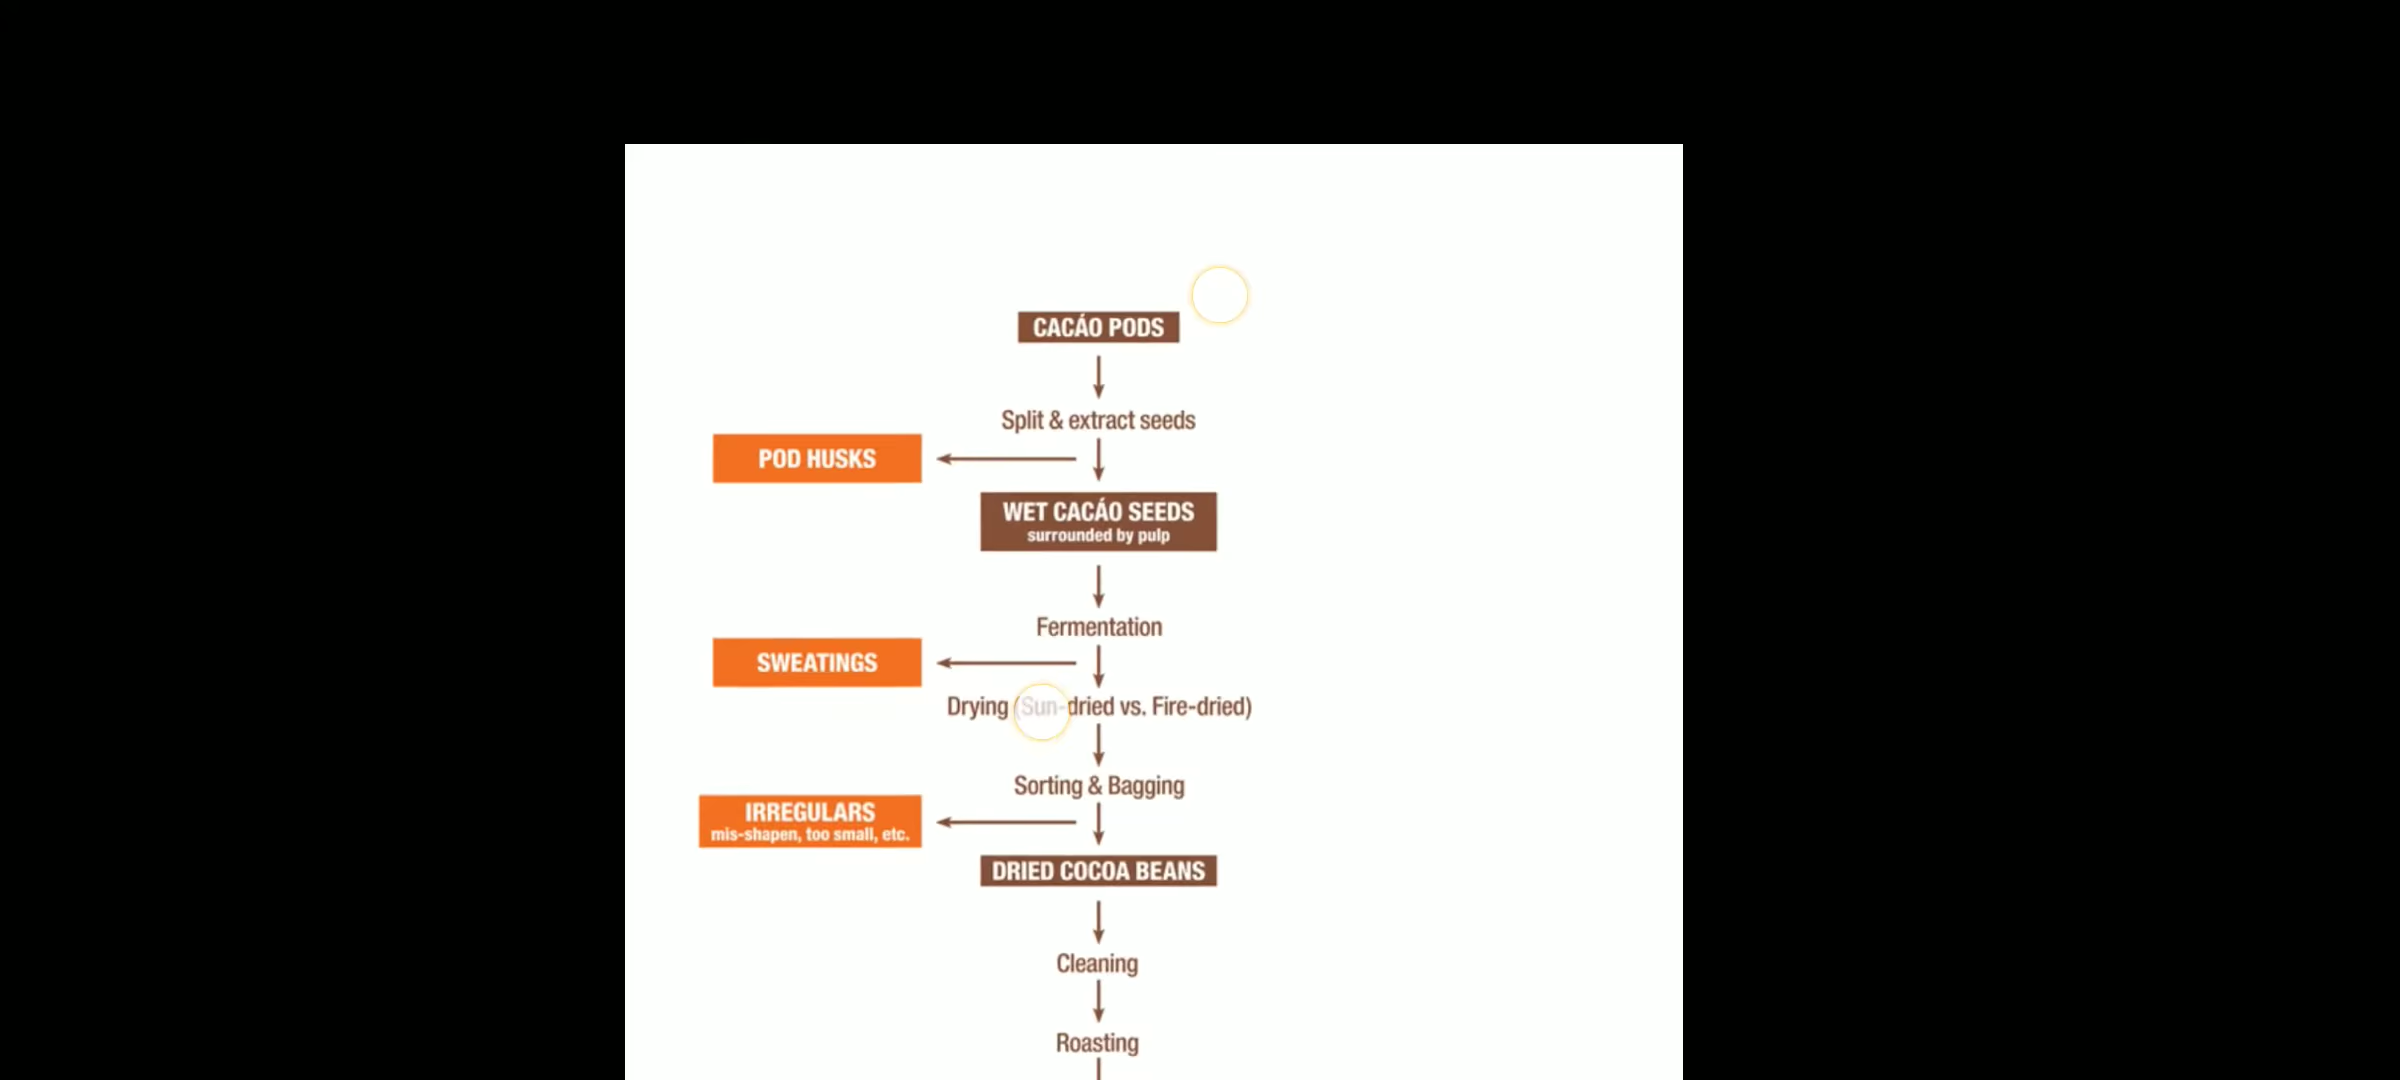 CACÁO PODS
Split & extract seeds
POD HUSKS
WET CACÁO SEEDS
surrounded by pulp
Fermentation
SWEATINGS
Drying (Sun-dried vs. Fire-dried)
Sorting & Bagging
IRREGULARS
mis-shapen, too small, etc.
DRIED COCOA BEANS
Cleaning
Roasting